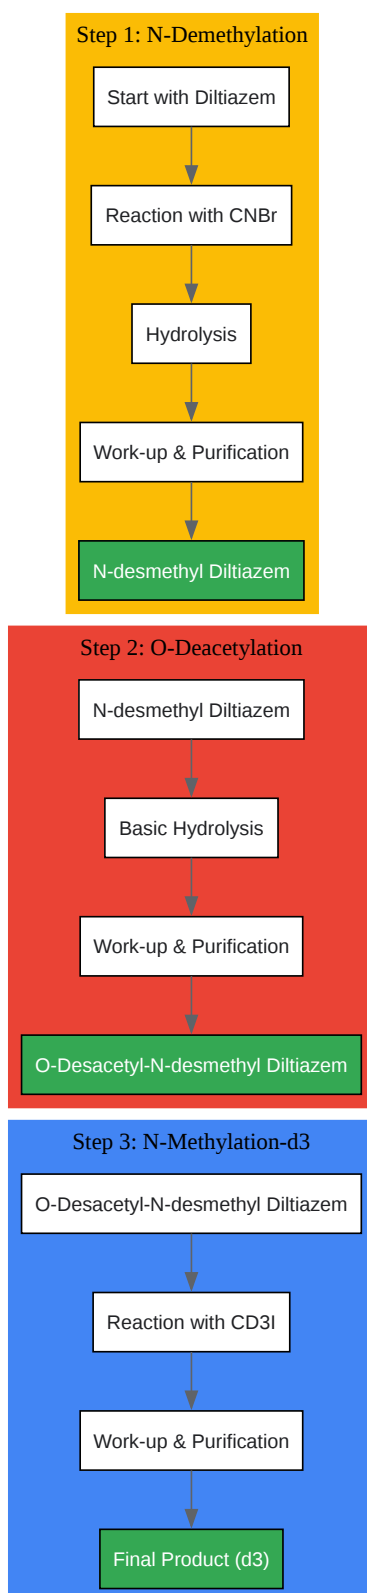 Step 1: N-Demethylation
Start with Diltiazem
Reaction with CNBr
Hydrolysis
Work-up & Purification
N-desmethyl Diltiazem
Step 2: O-Deacetylation
N-desmethyl Diltiazem
Basic Hydrolysis
Work-up & Purification
O-Desacetyl-N-desmethyl Diltiazem
Step 3: N-Methylation-d3
O-Desacetyl-N-desmethyl Diltiazem
Reaction with CD3I
Work-up & Purification
Final Product (d3)